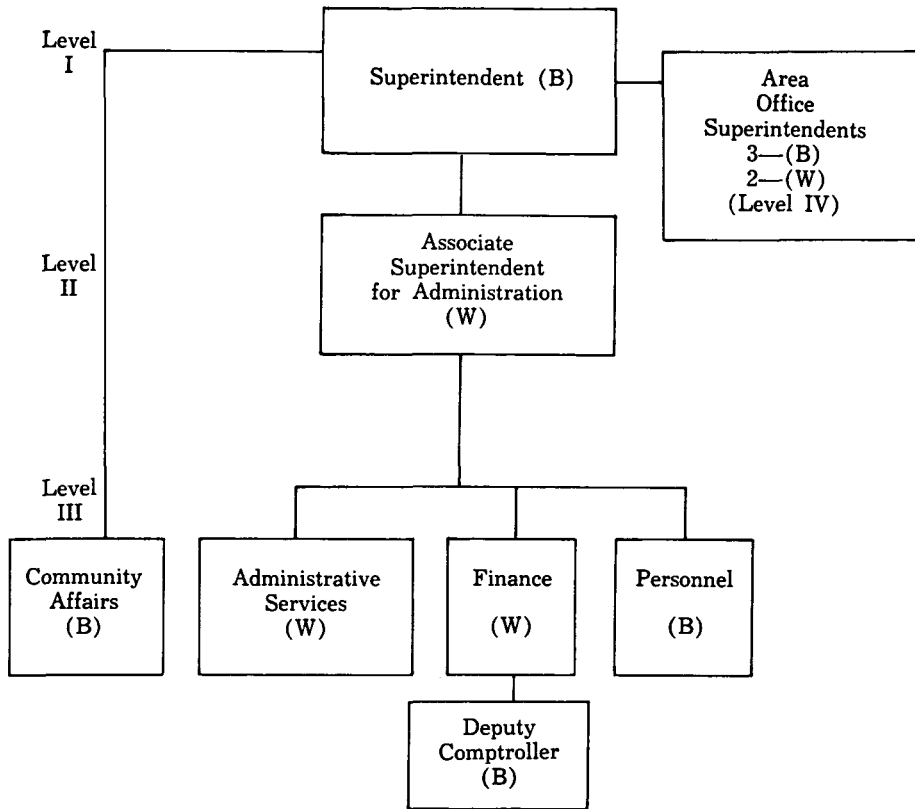 Level
I
Superintendent (B)
Area
Office
Superintendents
3—(B)
2—(W)
(Level IV)
Level
II
Associate
Superintendent
for Administration
(W)
Level
III
Community
Affairs
(B)
Administrative
Services
(W)
Finance
(W)
Personnel
(B)
Deputy
Comptroller
(B)